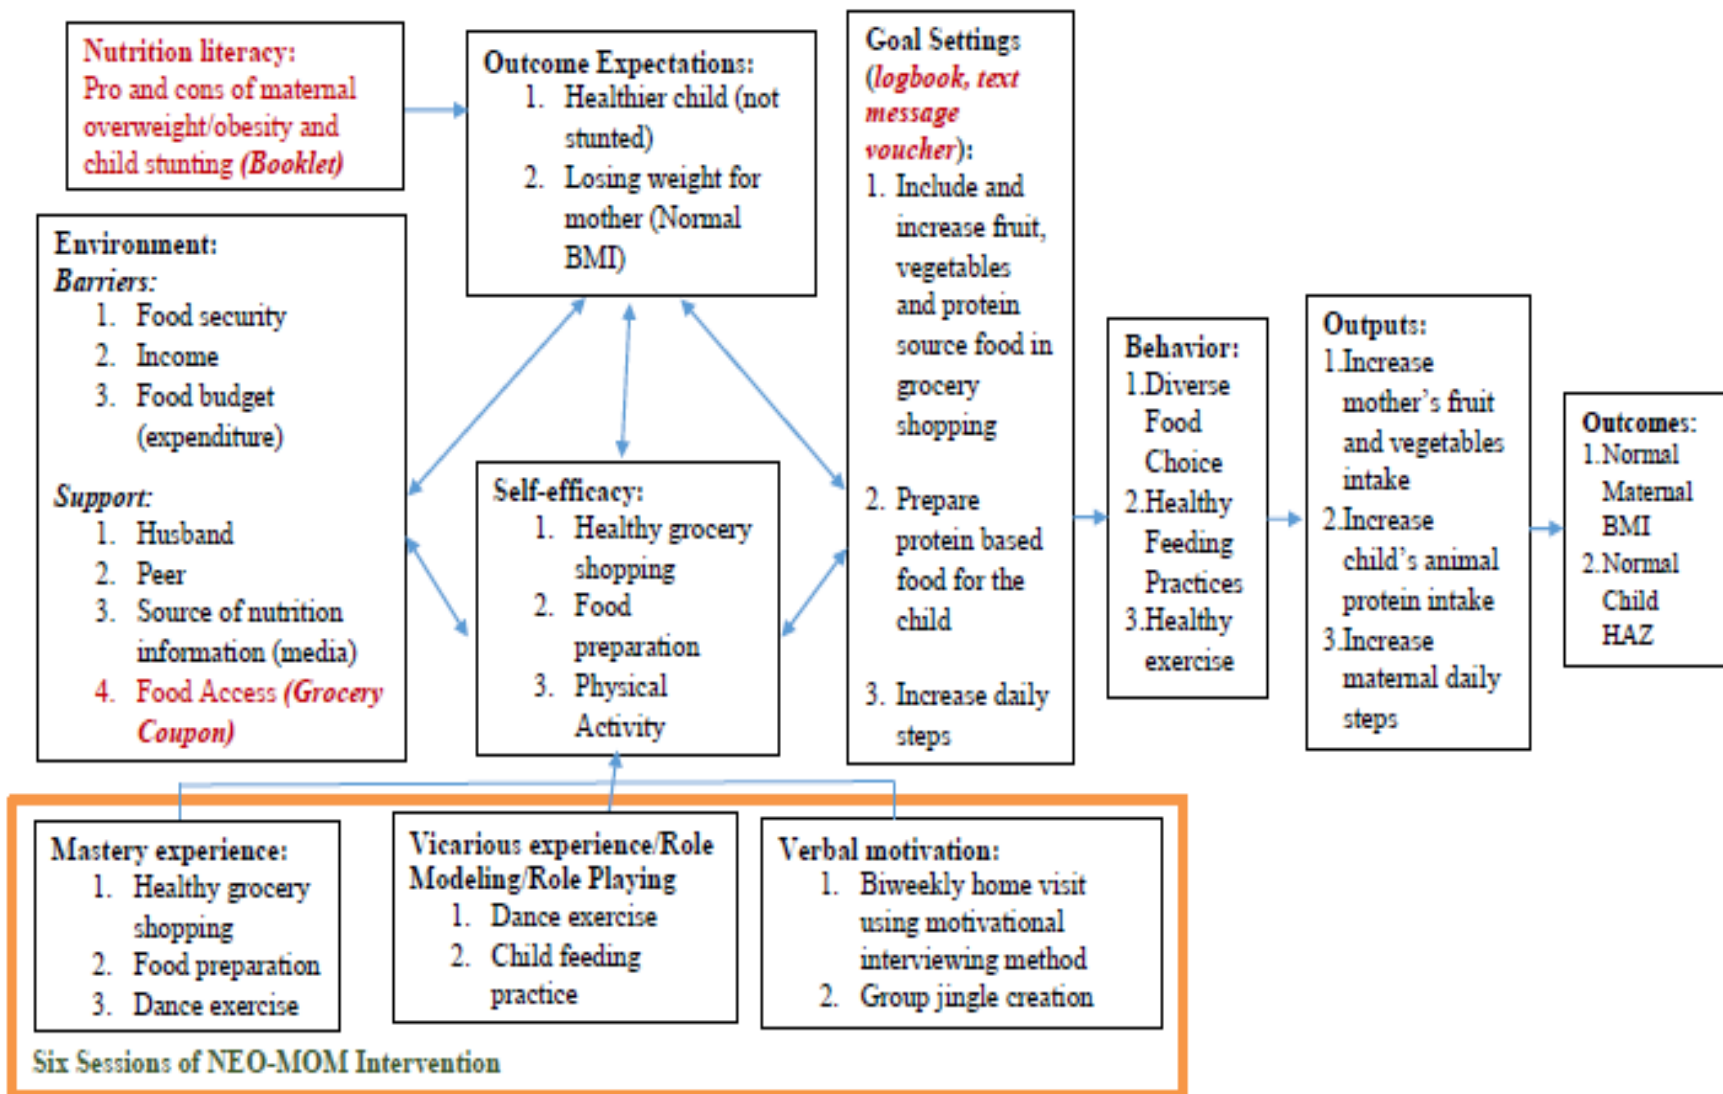 Nutrition literacy:
Pro and cons of maternal
overweight/obesity and
child stunting (Booklet)
Outcome Expectations:
1. Healthier child (not
stunted)
2. Losing weight for
mother (Normal
BMI)
Goal Settings
(logbook, text
message
voucher):
1. Include and
increase fruit,
vegetables
and protein
source food in
grocery
shopping
2. Prepare
protein based
food for the
child
3. Increase daily
steps
Environment:
Barriers:
1. Food security
2. Income
3. Food budget
(expenditure)
Support:
1. Husband
2. Peer
3. Source of nutrition
information (media)
4. Food Access (Grocery
Coupon)
Self-efficacy:
1. Healthy grocery
shopping
2. Food
preparation
3. Physical
Activity
Behavior:
1.Diverse
Food
Choice
2.Healthy
Feeding
Practices
3.Healthy
exercise
Outputs:
1.Increase
mother’s fruit
and vegetables
intake
2.Increase
child’s animal
protein intake
3.Increase
maternal daily
steps
Outcomes:
1.Normal
Maternal
BMI
2.Normal
Child
HAZ
Mastery experience:
1. Healthy grocery
shopping
2. Food preparation
3. Dance exercise
Vicarious experience/Role
Modeling/Role Playing
1. Dance exercise
2. Child feeding
practice
Verbal motivation:
1. Biweekly home visit
using motivational
interviewing method
2. Group jingle creation
Six Sessions of NEO-MOM Intervention